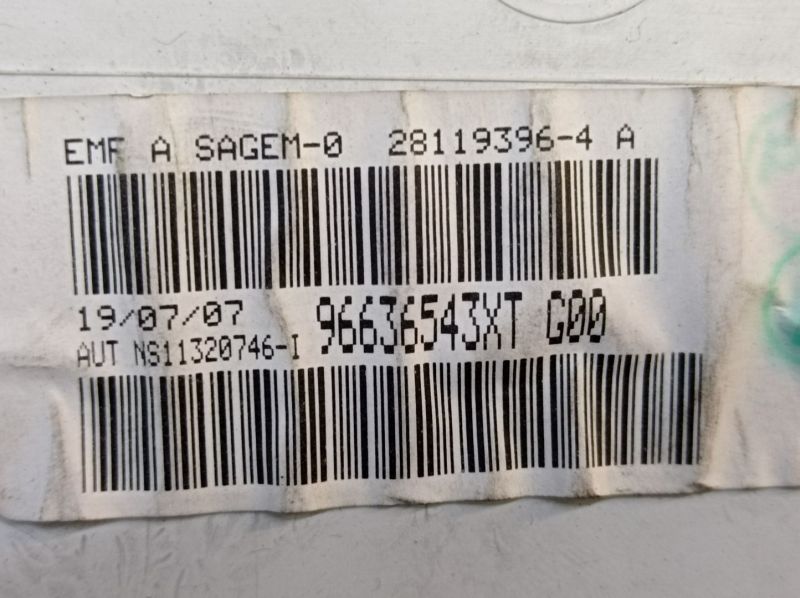 EMF A SAGEM-0 28119396-4 A
19/07/07
96636543XT G00
AUT NS11320746-I